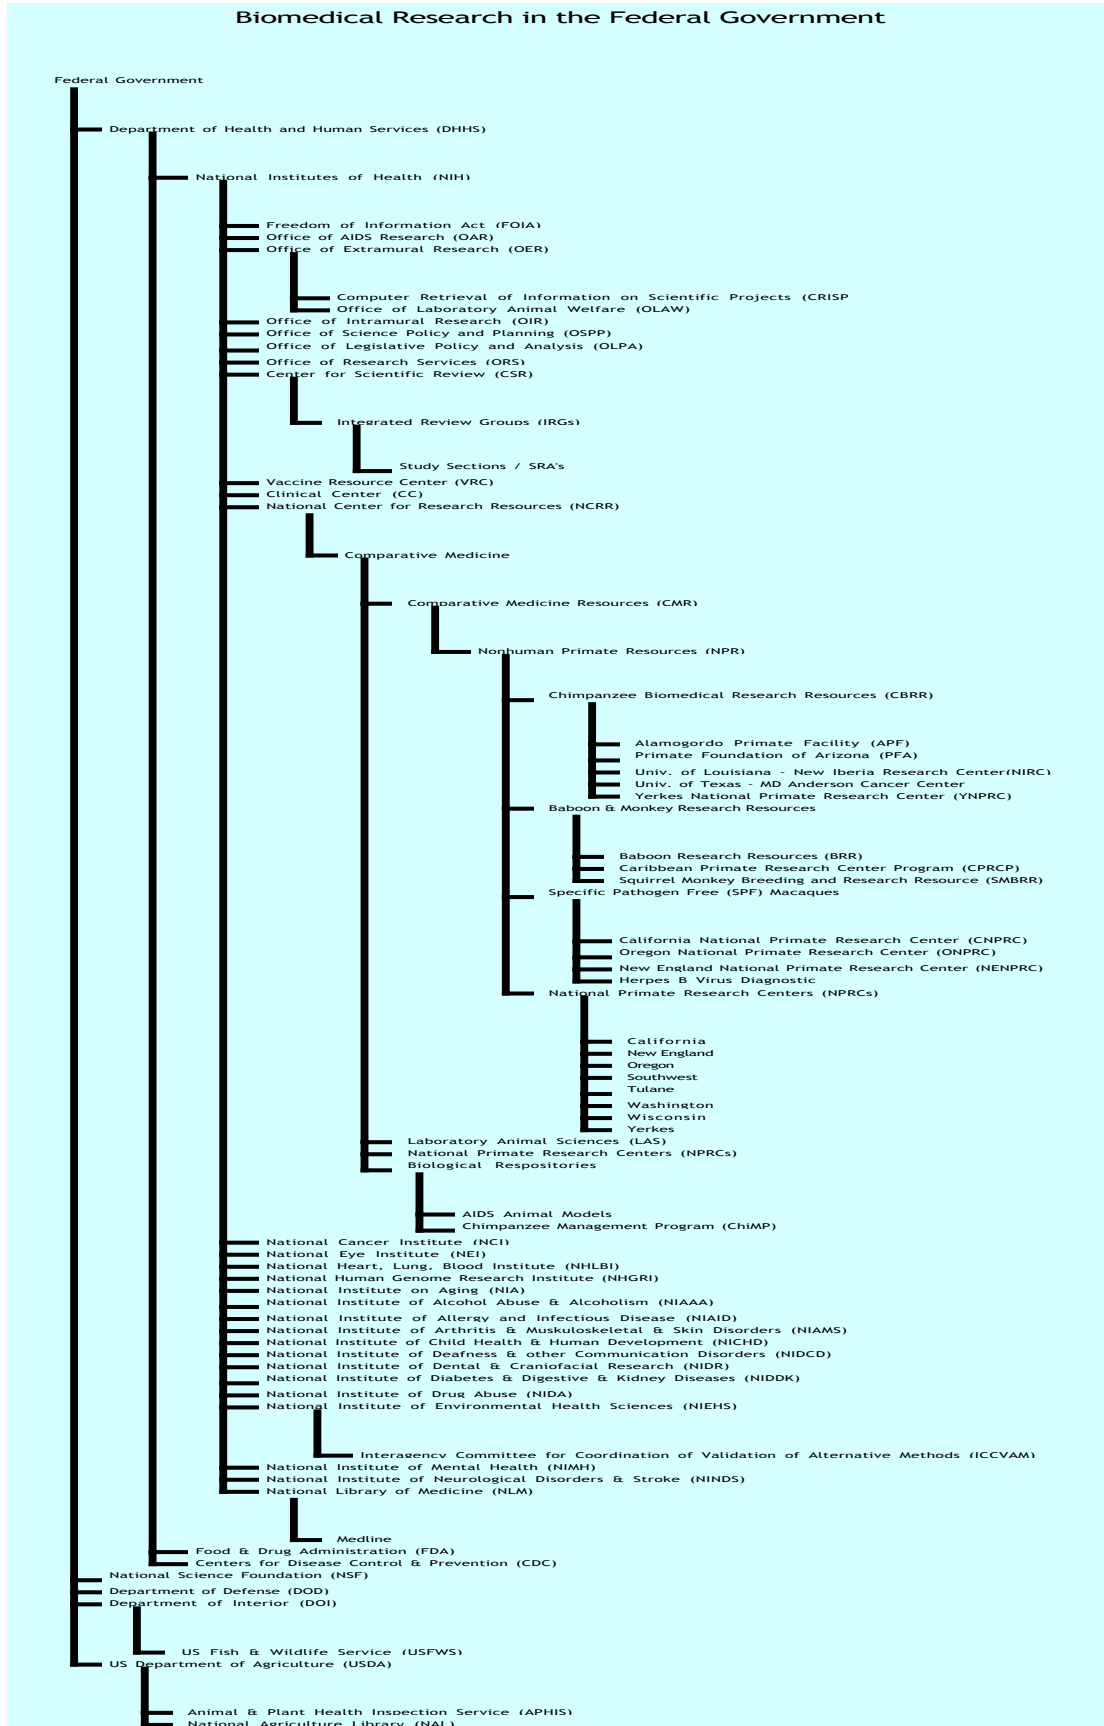 Biomedical Research in the Federal Government
Federal Government
Department of Health and Human Services (DHHS)
National Institutes of Health (NIH)
Freedom of Information Act (FOIA)
Office of AIDS Research (OAR)
Office of Extramural Research (OER)
Computer Retrieval of Information on Scientific Projects (CRISP
Office of Laboratory Animal Welfare (OLAW)
Office of Intramural Research (OIR)
Office of Science Policy and Planning (OSPP)
Office of Legislative Policy and Analysis (OLPA)
Office of Research Services (ORS)
Center for Scientific Review (CSR)
Integrated Review Groups (IRGs)
Study Sections / SRA's
Vaccine Resource Center (VRC)
Clinical Center (CC)
National Center for Research Resources (NCRR)
Comparative Medicine
Comparative Medicine Resources (CMR)
Nonhuman Primate Resources (NPR)
Chimpanzee Biomedical Research Resources (CBRR)
Alamogordo Primate Facility (APF)
Primate Foundation of Arizona (PFA)
Univ. of Louisiana - New Iberia Research Center(NIRC)
Univ. of Texas - MD Anderson Cancer Center
Yerkes National Primate Research Center (YNPRC)
Baboon & Monkey Research Resources
Baboon Research Resources (BRR)
Caribbean Primate Research Center Program (CPRCP)
Squirrel Monkey Breeding and Research Resource (SMBRR)
Specific Pathogen Free (SPF) Macaques
California National Primate Research Center (CNPRC)
Oregon National Primate Research Center (ONPRC)
New England National Primate Research Center (NENPRC)
Herpes B Virus Diagnostic
National Primate Research Centers (NPRCs)
California
New England
Oregon
Southwest
Tulane
Washington
Wisconsin
Yerkes
Laboratory Animal Sciences (LAS)
National Primate Research Centers (NPRCs)
Biological Respositories
AIDS Animal Models
Chimpanzee Management Program (ChiMP)
National Cancer Institute (NCI)
National Eye Institute (NEI)
National Heart, Lung, Blood Institute (NHLBI)
National Human Genome Research Institute (NHGRI)
National Institute on Aging (NIA)
National Institute of Alcohol Abuse & Alcoholism (NIAAA)
National Institute of Allergy and Infectious Disease (NIAID)
National Institute of Arthritis & Muskuloskeletal & Skin Disorders (NIAMS)
National Institute of Child Health & Human Development (NICHD)
National Institute of Deafness & other Communication Disorders (NIDCD)
National Institute of Dental & Craniofacial Research (NIDR)
National Institute of Diabetes & Digestive & Kidney Diseases (NIDDK)
National Institute of Drug Abuse (NIDA)
National Institute of Environmental Health Sciences (NIEHS)
Interagency Committee for Coordination of Validation of Alternative Methods (ICCVAM)
National Institute of Mental Health (NIMH)
National Institute of Neurological Disorders & Stroke (NINDS)
National Library of Medicine (NLM)
Medline
Food & Drug Administration (FDA)
Centers for Disease Control & Prevention (CDC)
National Science Foundation (NSF)
Department of Defense (DOD)
Department of Interior (DOI)
US Fish & Wildlife Service (USFWS)
US Department of Agriculture (USDA)
Animal & Plant Health Inspection Service (APHIS)
National Agriculture Library (NAL)